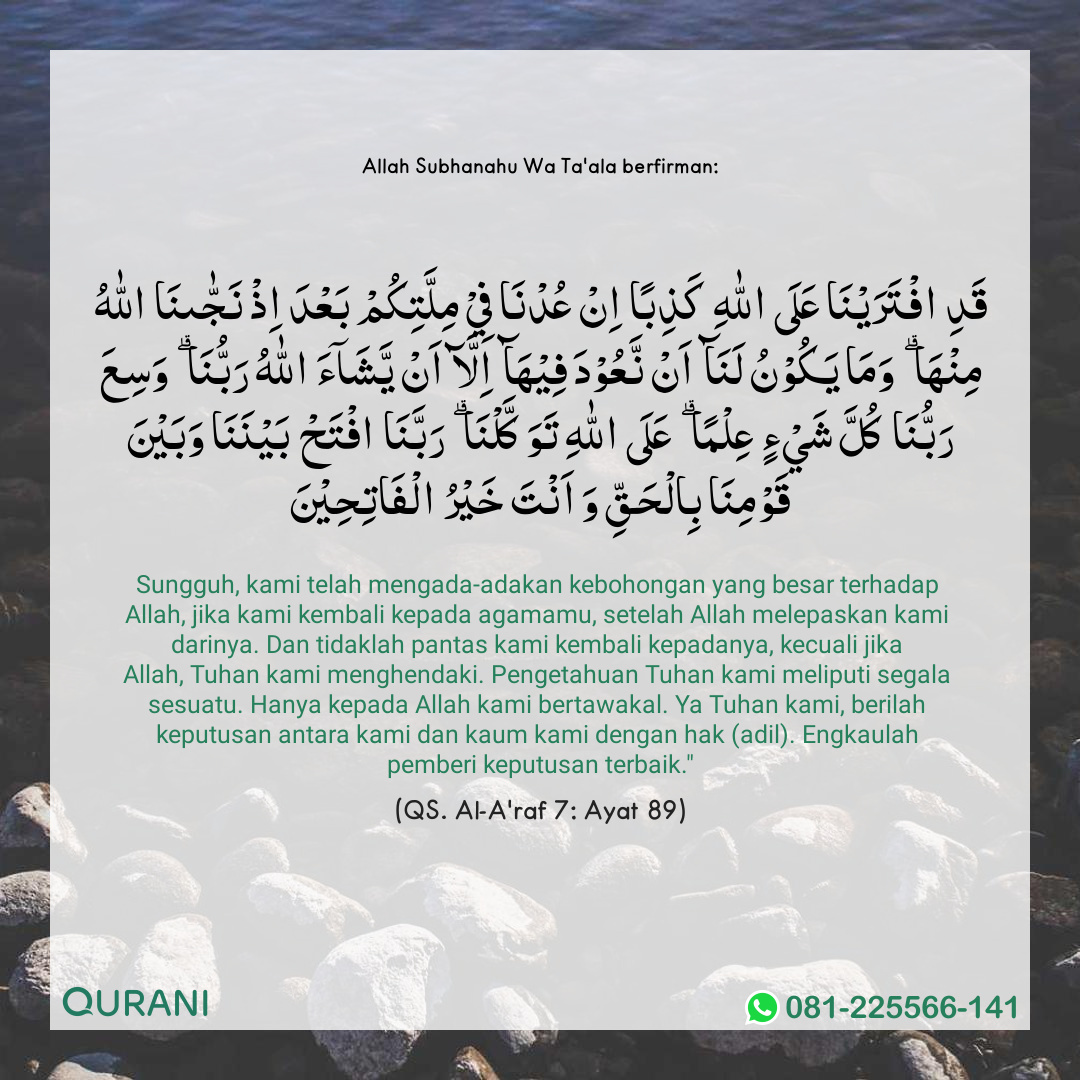 Allah Subhanahu Wa Ta'ala berfirman:
قَدِ افْتَرَيْنَا عَلَى اللّٰهِ كَذِبًا اِنْ عُدْنَا فِيْ مِلَّتِكُمْ بَعْدَ اِذْ نَجّٰىنَا اللّٰهُ
مِنْهَا ۗ وَمَا يَكُوْنُ لَنَاۤ اَنْ نَّعُوْدَ فِيْهَاۤ اِلَّاۤ اَنْ يَّشَآءَ اللّٰهُ رَبُّنَا ۗ وَسِعَ
رَبُّنَا كُلَّ شَيْءٍ عِلْمًا ۗ عَلَى اللّٰهِ تَوَ كَّلْنَا ۗ رَبَّنَا افْتَحْ بَيْنَنَا وَبَيْنَ
قَوْمِنَا بِالْحَـقِّ وَ اَنْتَ خَيْرُ الْفَاتِحِيْنَ
Sungguh, kami telah mengada-adakan kebohongan yang besar terhadap
Allah, jika kami kembali kepada agamamu, setelah Allah melepaskan kami
darinya. Dan tidaklah pantas kami kembali kepadanya, kecuali jika
Allah, Tuhan kami menghendaki. Pengetahuan Tuhan kami meliputi segala
sesuatu. Hanya kepada Allah kami bertawakal. Ya Tuhan kami, berilah
keputusan antara kami dan kaum kami dengan hak (adil). Engkaulah
pemberi keputusan terbaik."
(QS. Al-A'raf 7: Ayat 89)
QURANI
081-225566-141